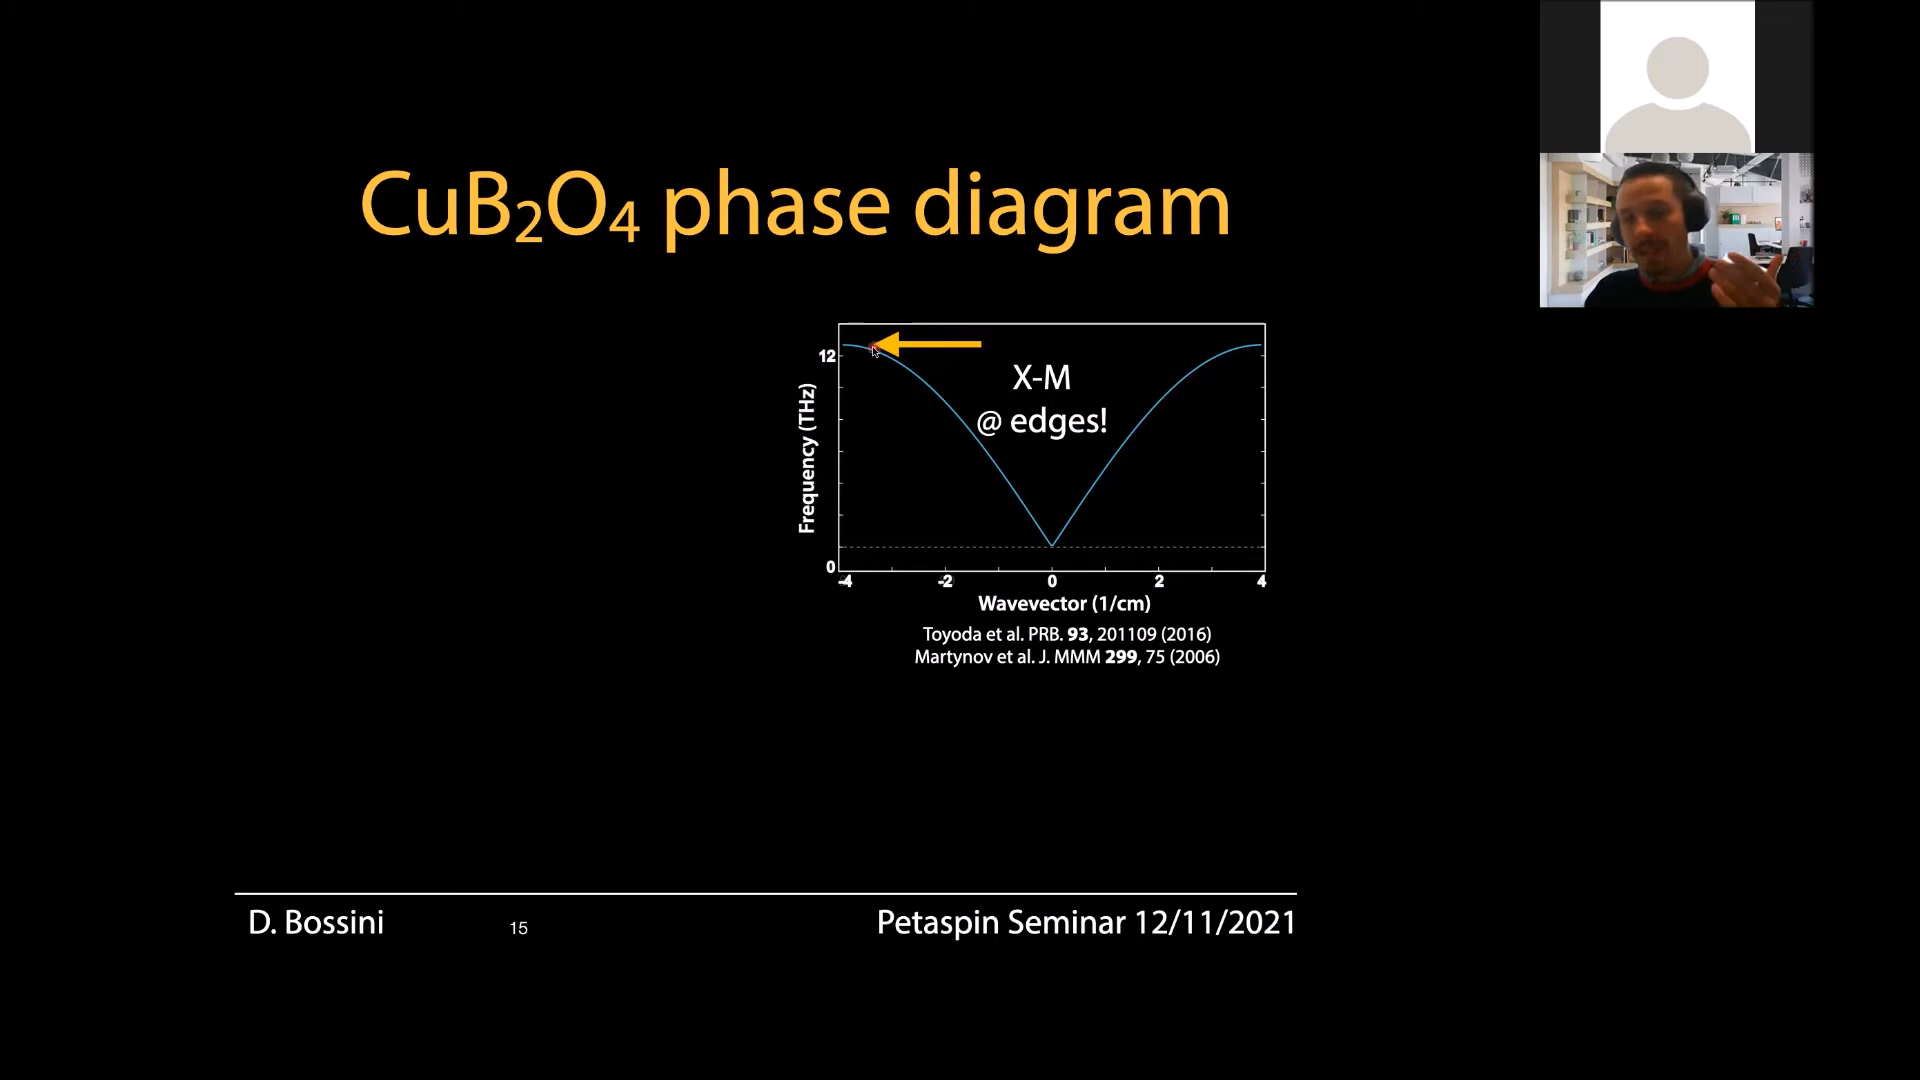 CuB₂O₄ phase diagram
12
X-M
@ edges!
Frequency (THz)
0
-4 -2 0 2 4
Wavevector (1/cm)
Toyoda et al. PRB. 93, 201109 (2016)
Martynov et al. J. MMM 299, 75 (2006)
D. Bossini 15 Petaspin Seminar 12/11/2021